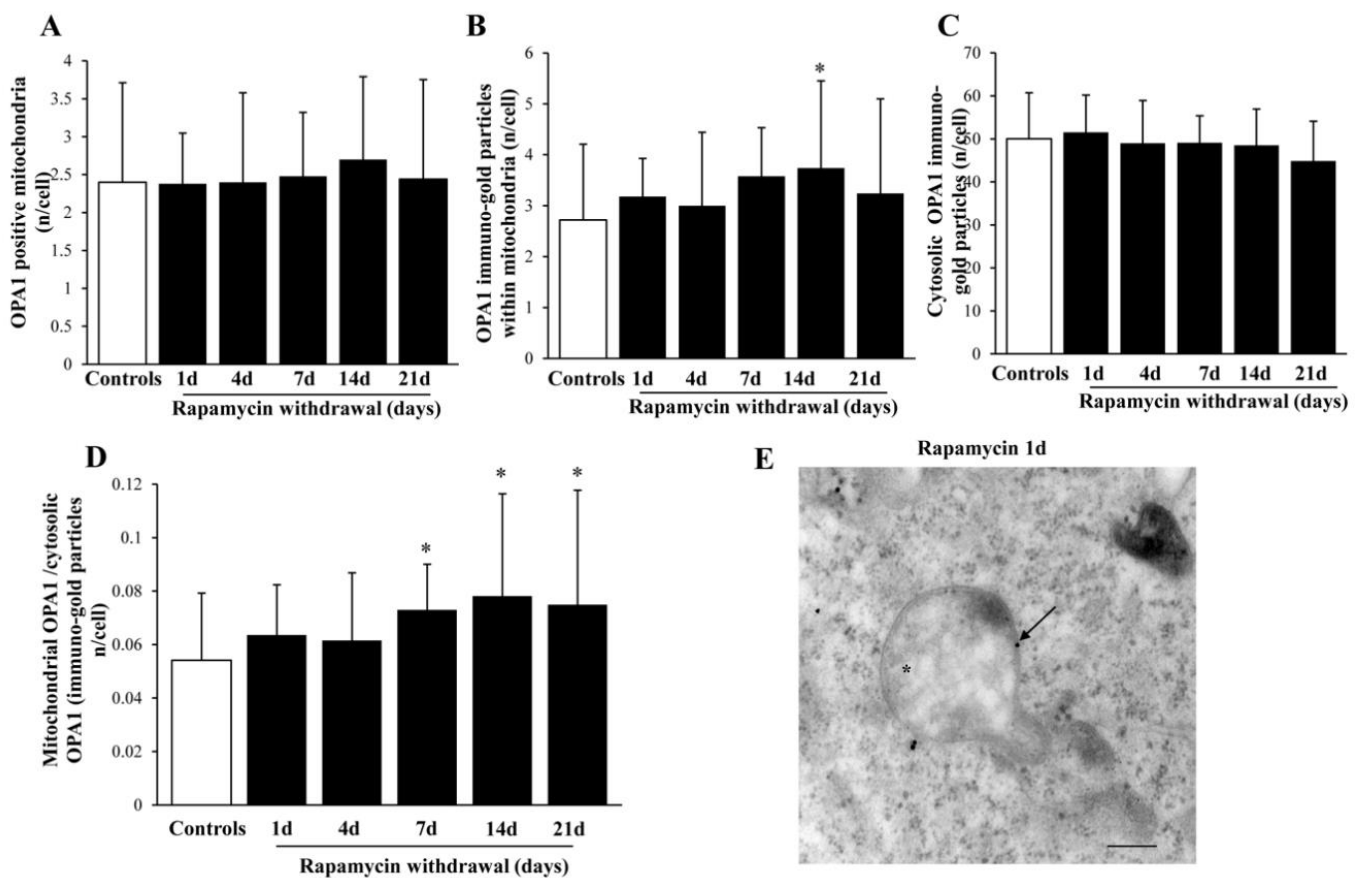 A
OPA1 positive mitochondria
(n/cell)
4
3.5
3
2.5
2
1.5
1
0.5
0
Controls 1d 4d 7d 14d 21d
Rapamycin withdrawal (days)
B
OPA1 immuno-gold particles
within mitochondria (n/cell)
6
5
4
3
2
1
0
*
Controls 1d 4d 7d 14d 21d
Rapamycin withdrawal (days)
C
Cytosolic OPA1 immuno-
gold particles (n/cell)
70
60
50
40
30
20
10
0
Controls 1d 4d 7d 14d 21d
Rapamycin withdrawal (days)
D
Mitochondrial OPA1 /cytosolic
OPA1 (immuno-gold particles
n/cell)
0.12
0.1
0.08
0.06
0.04
0.02
0
* * *
Controls 1d 4d 7d 14d 21d
Rapamycin withdrawal (days)
E
Rapamycin 1d
*